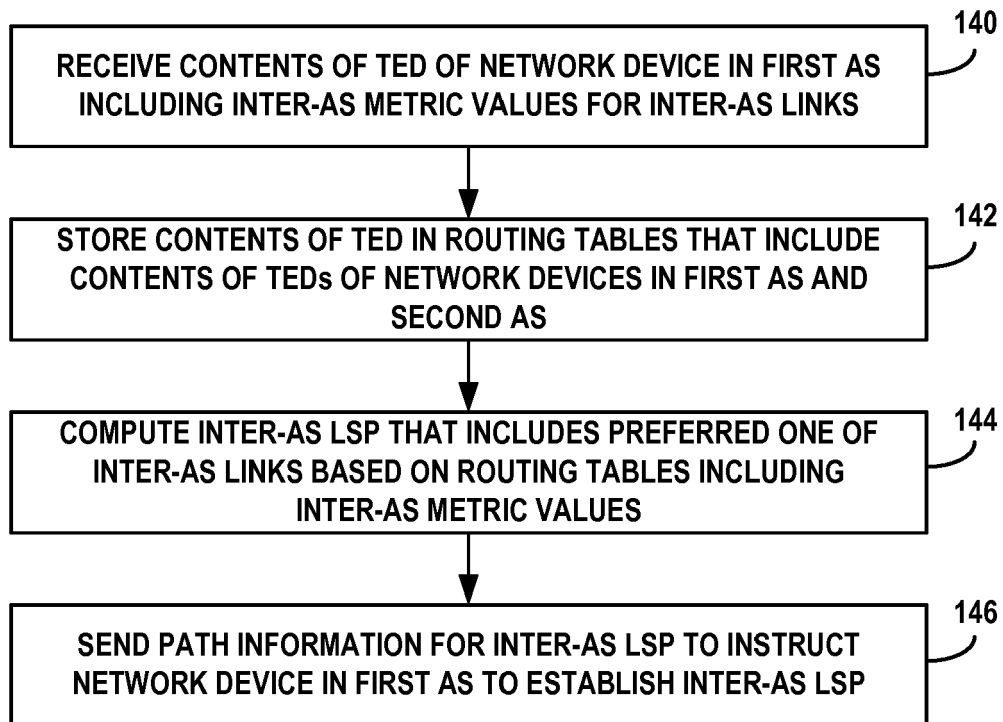 140
RECEIVE CONTENTS OF TED OF NETWORK DEVICE IN FIRST AS
INCLUDING INTER-AS METRIC VALUES FOR INTER-AS LINKS
142
STORE CONTENTS OF TED IN ROUTING TABLES THAT INCLUDE
CONTENTS OF TEDs OF NETWORK DEVICES IN FIRST AS AND
SECOND AS
144
COMPUTE INTER-AS LSP THAT INCLUDES PREFERRED ONE OF
INTER-AS LINKS BASED ON ROUTING TABLES INCLUDING
INTER-AS METRIC VALUES
146
SEND PATH INFORMATION FOR INTER-AS LSP TO INSTRUCT
NETWORK DEVICE IN FIRST AS TO ESTABLISH INTER-AS LSP